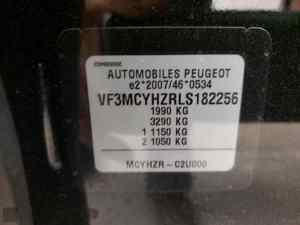 AUTOMOBILES PEUGEOT
e2*2007/46*0534
VF3MCYHZRLS182256
1990 KG
3290 KG
1 1150 KG
2 1050 KG
MCYHZR-C2U000